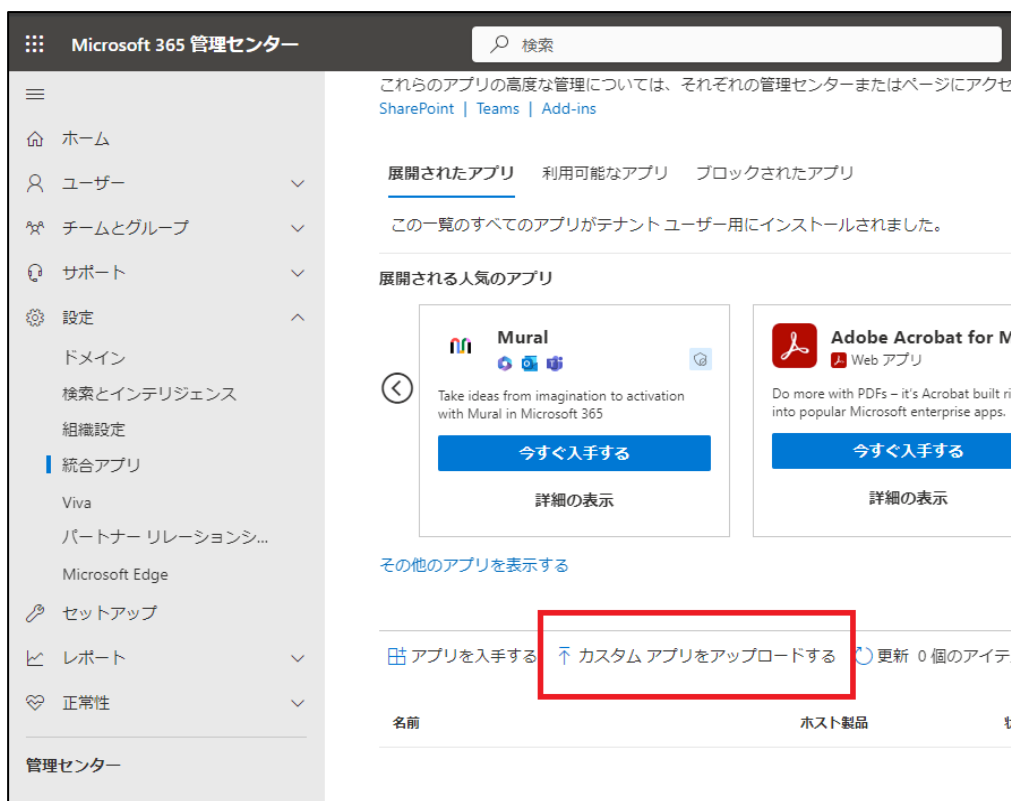 Microsoft 365 管理センター
検索
ホーム
ユーザー
チームとグループ
サポート
設定
ドメイン
検索とインテリジェンス
組織設定
統合アプリ
Viva
パートナー リレーションシ...
Microsoft Edge
セットアップ
レポート
正常性
管理センター
これらのアプリの高度な管理については、それぞれの管理センターまたはページにアクセ
SharePoint | Teams | Add-ins
展開されたアプリ 利用可能なアプリ ブロックされたアプリ
この一覧のすべてのアプリがテナント ユーザー用にインストールされました。
展開される人気のアプリ
Mural
Take ideas from imagination to activation
with Mural in Microsoft 365
今すぐ入手する
詳細の表示
Adobe Acrobat for M
Web アプリ
Do more with PDFs – it's Acrobat built ri
into popular Microsoft enterprise apps.
今すぐ入手する
詳細の表示
その他のアプリを表示する
アプリを入手する カスタム アプリをアップロードする 更新 0 個のアイテ
名前 ホスト製品